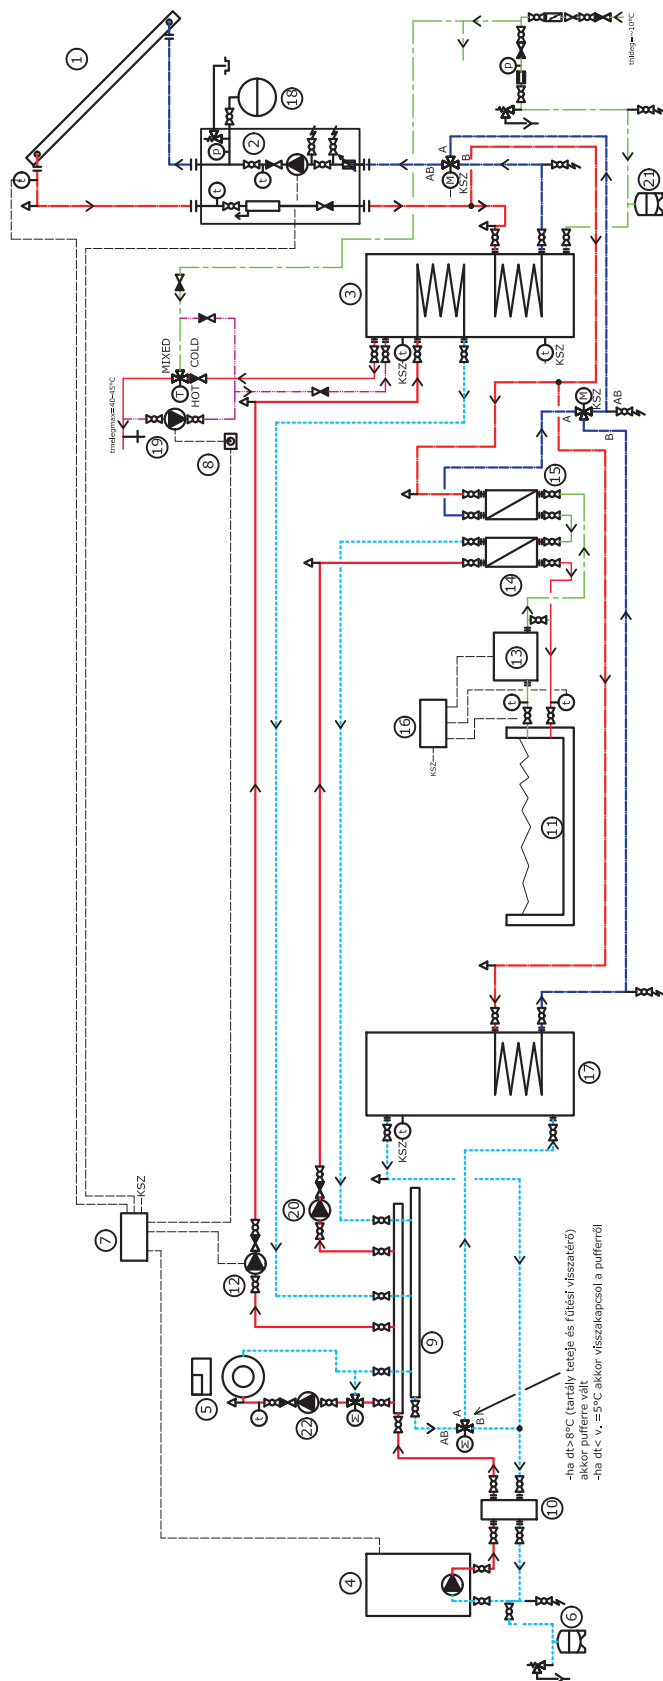 thideg=~10°C
1
t
18
2
P
t
t
P
A
AB
B
M
KSZ
21
3
KSZ
t
t
KSZ
MIXED
COLD
HOT
T
tmelegmax=40-45°C
19
8
M
KSZ
A
AB
B
15
14
13
16
KSZ
t
t
11
17
KSZ
t
20
7
KSZ
12
9
5
t
22
M
A
AB
B
M
-ha dt>8°C (tartály teteje és fűtési visszatérő)
akkor pufferre vált
-ha dt< v. =5°C akkor visszakapcsol a pufferről
10
4
6